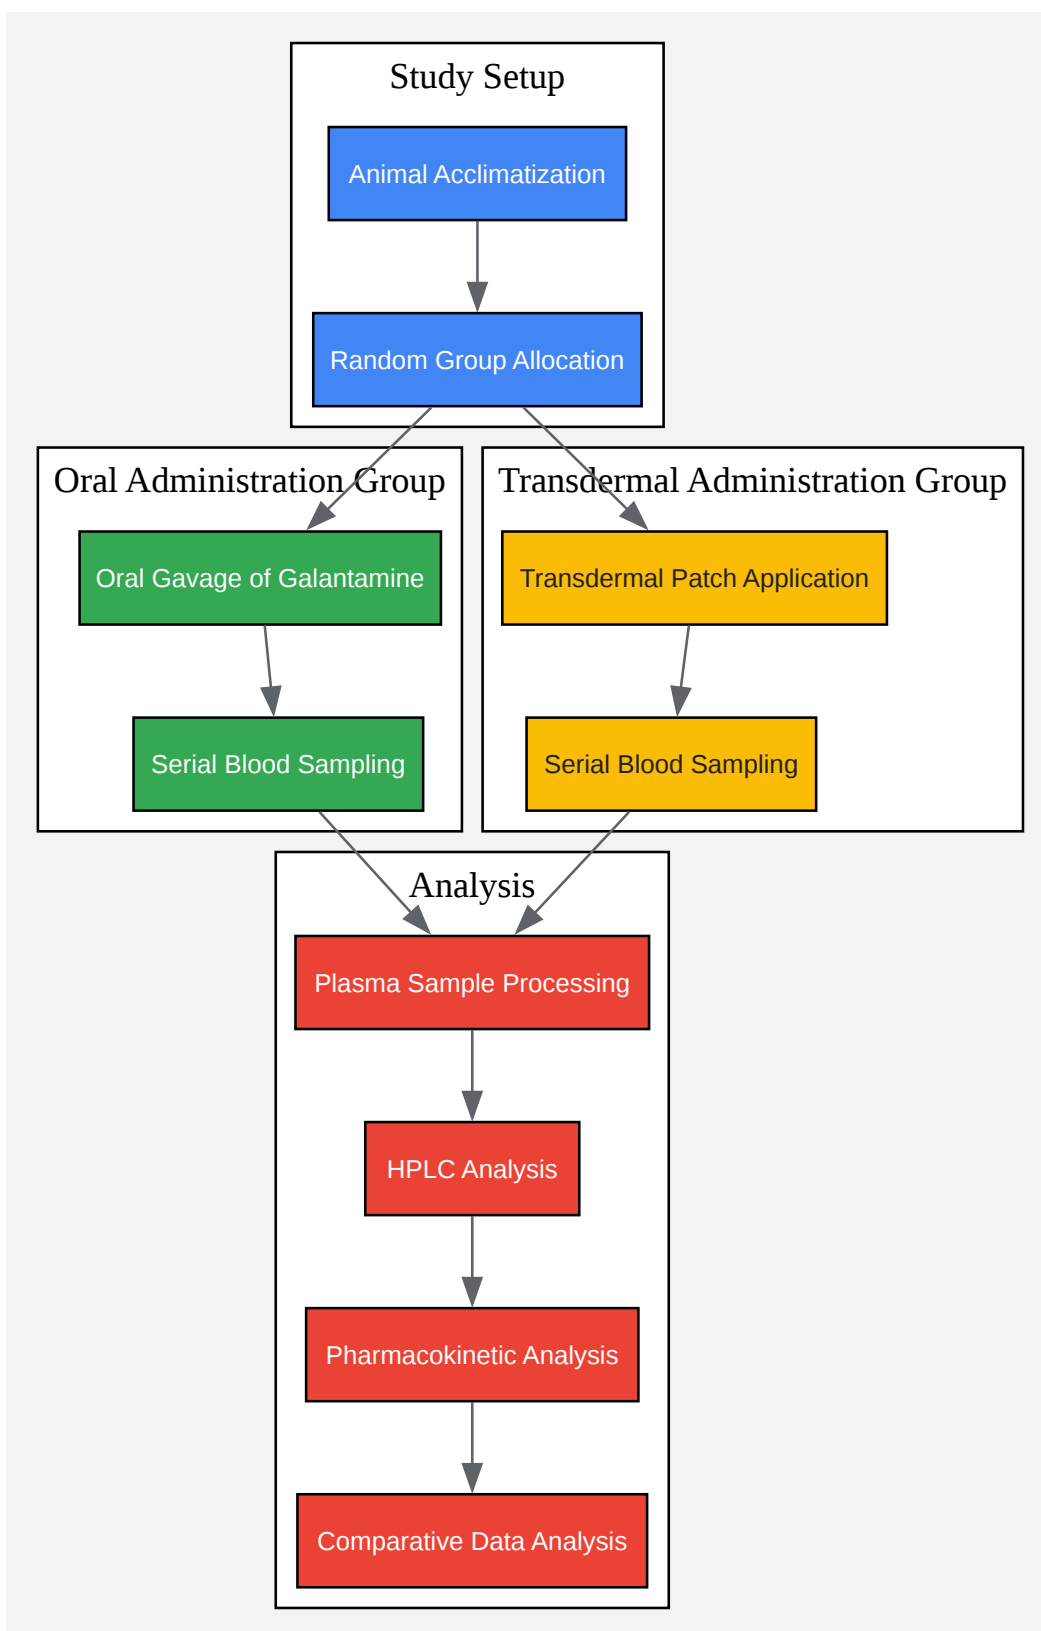 Study Setup
Animal Acclimatization
Random Group Allocation
Oral Administration Group
Transdermal Administration Group
Oral Gavage of Galantamine
Transdermal Patch Application
Serial Blood Sampling
Serial Blood Sampling
Analysis
Plasma Sample Processing
HPLC Analysis
Pharmacokinetic Analysis
Comparative Data Analysis